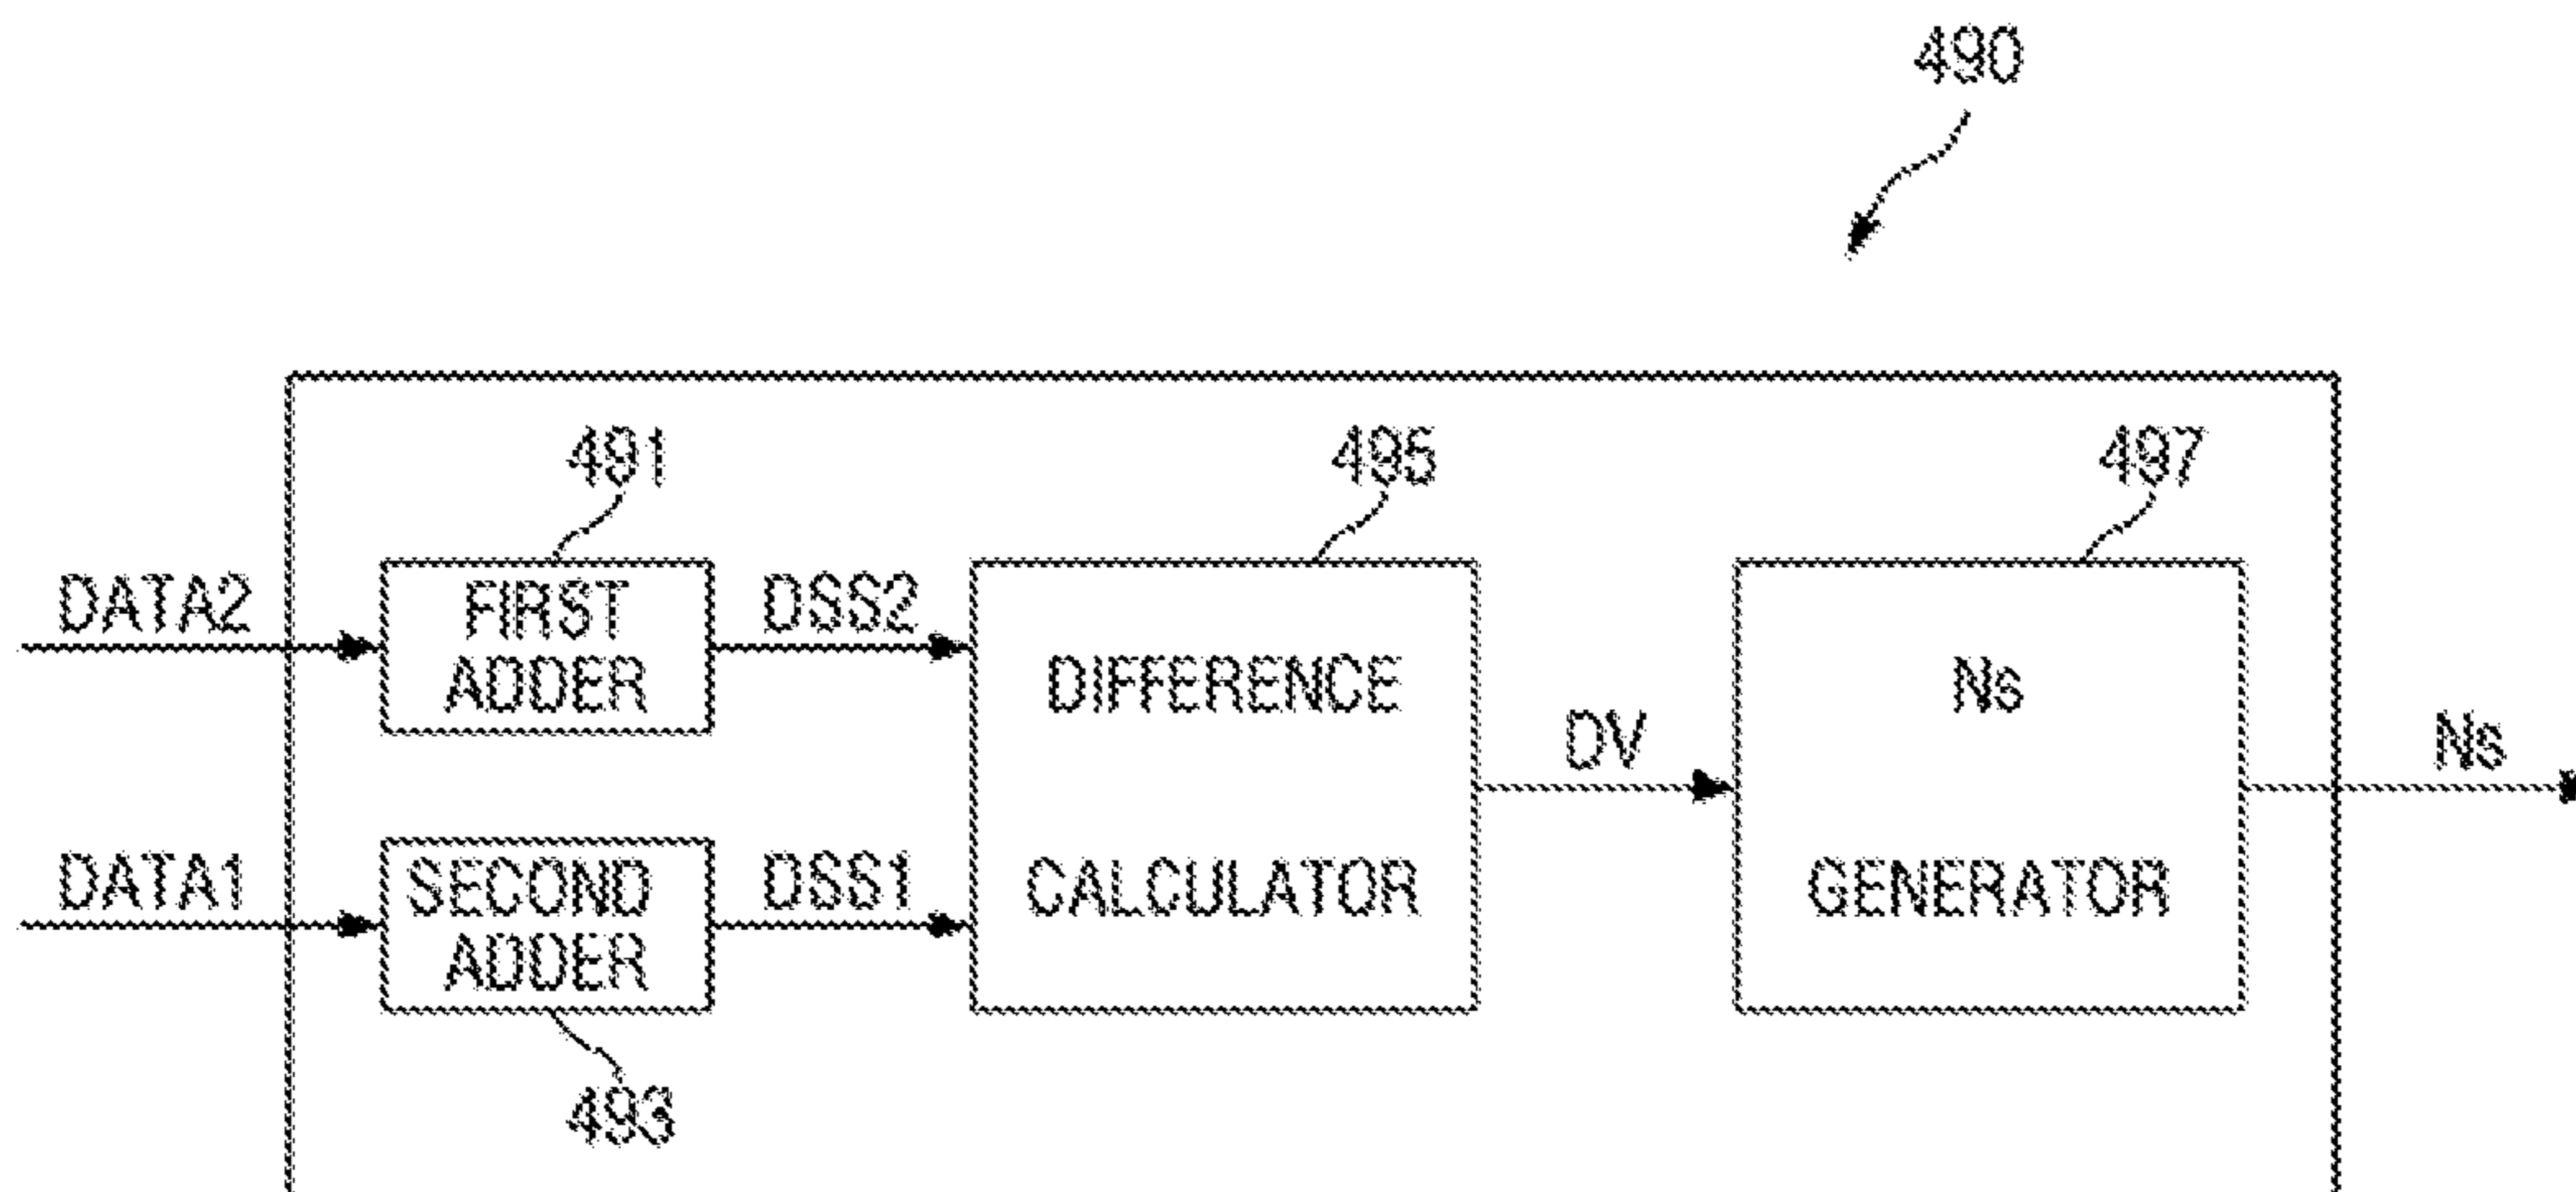 490
491
495
497
DATA2
FIRST
ADDER
DSS2
DIFFERENCE
CALCULATOR
DV
Ns
GENERATOR
Ns
DATA1
SECOND
ADDER
DSS1
493